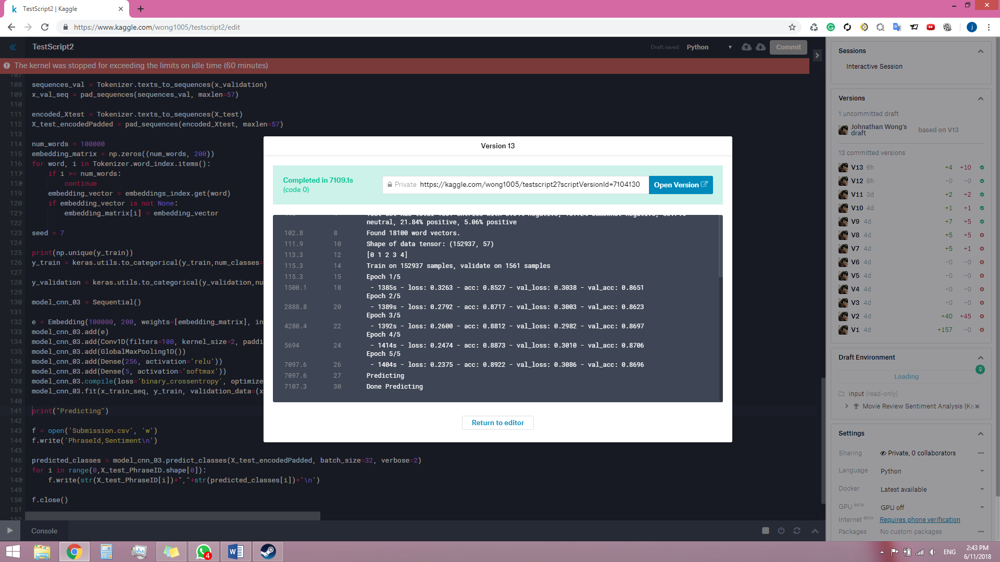 TestScript2 | Kaggle
https://www.kaggle.com/wong1005/testscript2/edit
TestScript2
Draft saved
Python
Commit
The kernel was stopped for exceeding the limits on idle time (60 minutes)
107
108 sequences_val = Tokenizer.texts_to_sequences(x_validation)
109 x_val_seq = pad_sequences(sequences_val, maxlen=57)
110
111 encoded_Xtest = Tokenizer.texts_to_sequences(X_test)
112 X_test_encodedPadded = pad_sequences(encoded_Xtest, maxlen=57)
113
114 num_words = 100000
115 embedding_matrix = np.zeros((num_words, 200))
116 for word, i in Tokenizer.word_index.items():
117 if i >= num_words:
118 continue
119 embedding_vector = embeddings_index.get(word)
120 if embedding_vector is not None:
121 embedding_matrix[i] = embedding_vector
122
123 seed = 7
124
125 print(np.unique(y_train))
126 y_train = keras.utils.to_categorical(y_train,num_classes=
127
128 y_validation = keras.utils.to_categorical(y_validation,nu
129
130 model_cnn_03 = Sequential()
131
132 e = Embedding(100000, 200, weights=[embedding_matrix], in
133 model_cnn_03.add(e)
134 model_cnn_03.add(Conv1D(filters=100, kernel_size=2, paddi
135 model_cnn_03.add(GlobalMaxPooling1D())
136 model_cnn_03.add(Dense(256, activation='relu'))
137 model_cnn_03.add(Dense(5, activation='softmax'))
138 model_cnn_03.compile(loss='binary_crossentropy', optimize
139 model_cnn_03.fit(x_train_seq, y_train, validation_data=(x
140
141 print("Predicting")
142
143 f = open('Submission.csv', 'w')
144 f.write('PhraseId,Sentiment\n')
145
146 predicted_classes = model_cnn_03.predict_classes(X_test_encodedPadded, batch_size=32, verbose=2)
147 for i in range(0,X_test_PhraseID.shape[0]):
148 f.write(str(X_test_PhraseID[i])+","+str(predicted_classes[i])+'\n')
149
150 f.close()
151
152
Console
Version 13
Completed in 7109.1s
(code 0)
Private https://kaggle.com/wong1005/testscript2?scriptVersionId=7104130
Open Version
neutral, 21.84% positive, 5.06% positive
102.8 8 Found 18100 word vectors.
111.9 10 Shape of data tensor: (152937, 57)
113.3 12 [0 1 2 3 4]
115.3 14 Train on 152937 samples, validate on 1561 samples
115.3 15 Epoch 1/5
1500.1 18 - 1385s - loss: 0.3263 - acc: 0.8527 - val_loss: 0.3038 - val_acc: 0.8651
Epoch 2/5
2888.8 20 - 1389s - loss: 0.2792 - acc: 0.8717 - val_loss: 0.3003 - val_acc: 0.8623
Epoch 3/5
4280.4 22 - 1392s - loss: 0.2600 - acc: 0.8812 - val_loss: 0.2982 - val_acc: 0.8697
Epoch 4/5
5694 24 - 1414s - loss: 0.2474 - acc: 0.8873 - val_loss: 0.3010 - val_acc: 0.8706
Epoch 5/5
7097.6 26 - 1404s - loss: 0.2375 - acc: 0.8922 - val_loss: 0.3086 - val_acc: 0.8696
7097.6 27 Predicting
7107.3 30 Done Predicting
Return to editor
Sessions
Interactive Session
Versions
1 uncommitted draft
Johnathan Wong's draft based on V13
13 committed versions
V13 6h +4 +10
V12 8h -0 -0
V11 3d +2 +2
V10 4d +1 +1
V9 4d +7 +5
V8 4d +5 +5
V7 4d +5 +1
V6 4d -0 -0
V5 4d -0 -0
V4 4d -0 -0
V3 4d -0 -0
V2 4d +40 +45
V1 4d +157 -0
Draft Environment
Loading
input (read-only)
Movie Review Sentiment Analysis (Ke
Settings
Sharing Private, 0 collaborators
Language Python
Docker Latest available
GPU BETA GPU off
Internet BETA Requires phone verification
Packages No custom packages
4
ENG
2:43 PM
6/11/2018